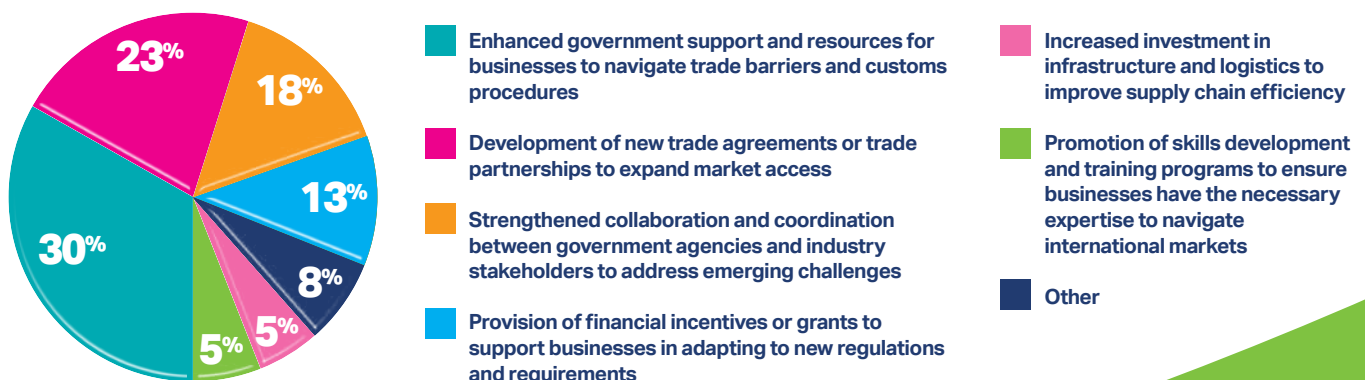 23%
18%
13%
30%
8%
5%
5%
Enhanced government support and resources for
businesses to navigate trade barriers and customs
procedures
Development of new trade agreements or trade
partnerships to expand market access
Strengthened collaboration and coordination
between government agencies and industry
stakeholders to address emerging challenges
Provision of financial incentives or grants to
support businesses in adapting to new regulations
and requirements
Increased investment in
infrastructure and logistics to
improve supply chain efficiency
Promotion of skills development
and training programs to ensure
businesses have the necessary
expertise to navigate
international markets
Other